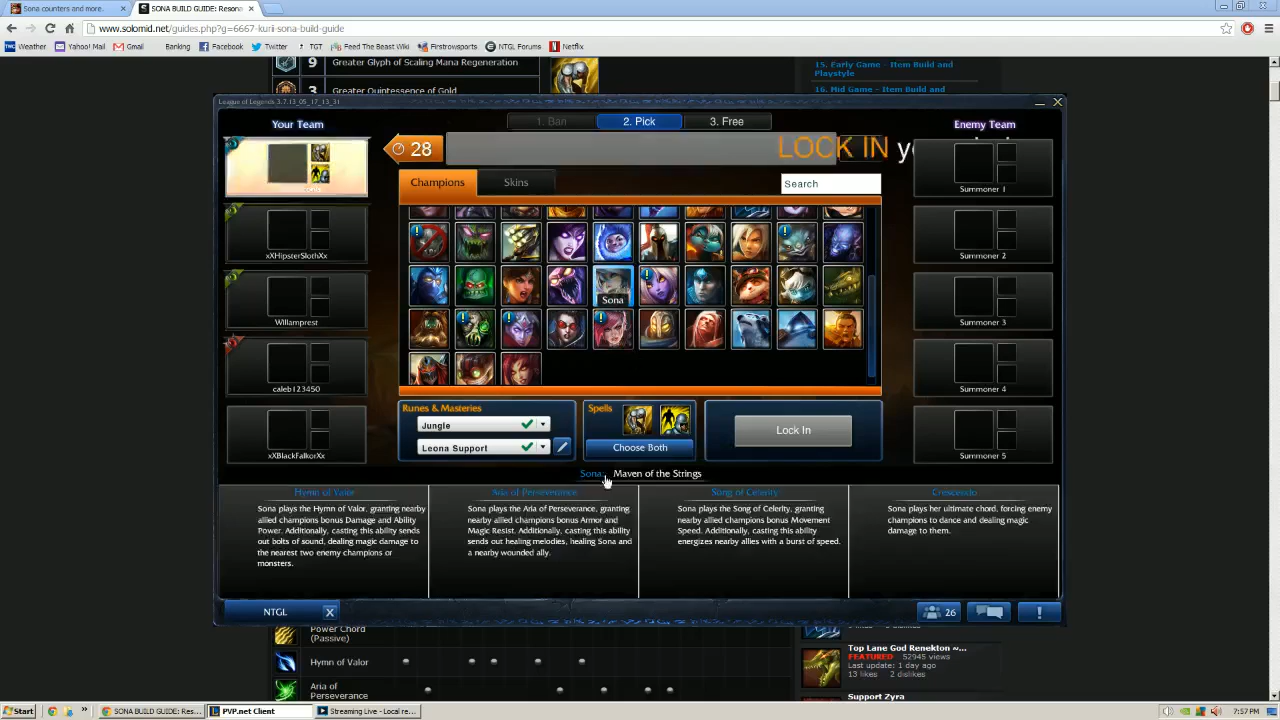 Sona counters and more.
SONA BUILD GUIDE: Reson
www.solomid.net/guides.php?g=6667-kuri-sona-build-guide
Weather
Yahoo! Mail
Gmail
Banking
Facebook
Twitter
TGT
Feed The Beast Wiki
Firstrowsports
NTGL Forums
Netflix
9 Greater Glyph of Scaling Mana Regeneration
3 Greater Quintessence of Gold
15. Early Game - Item Build and
Playstyle
16. Mid Game - Item Build and
League of Legends 3.7.13_05_17_13_31
Your Team
1. Ban
2. Pick
3. Free
Enemy Team
28
LOCK IN y
Champions
Skins
Search
Summoner 1
xXHipsterSlothXx
Summoner 2
Willamprest
Summoner 3
caleb123450
Summoner 4
xXBlackFalkorXx
Summoner 5
Sona
Runes & Masteries
Jungle
Leona Support
Spells
Choose Both
Lock In
Sona: Maven of the Strings
Hymn of Valor
Sona plays the Hymn of Valor, granting
nearby allied champions bonus Damage and Ability
Power. Additionally, casting this ability sends
out bolts of sound, dealing magic damage to
the nearest two enemy champions or
monsters.
Aria of Perseverance
Sona plays the Aria of Perseverance, granting
nearby allied champions bonus Armor and
Magic Resist. Additionally, casting this ability
sends out healing melodies, healing Sona and
a nearby wounded ally.
Song of Celerity
Sona plays the Song of Celerity, granting
nearby allied champions bonus Movement
Speed. Additionally, casting this ability
energizes nearby allies with a burst of speed.
Crescendo
Sona plays her ultimate chord, forcing enemy
champions to dance and dealing magic
damage to them.
NTGL
X
26
Power Chord
(Passive)
Hymn of Valor
Aria of
Perseverance
Top Lane God Renekton ~...
FEATURED 52945 views
Last update: 1 day ago
13 likes 2 dislikes
Support Zyra
Start
SONA BUILD GUIDE: Res...
PVP.net Client
Streaming Live - Local re...
7:57 PM